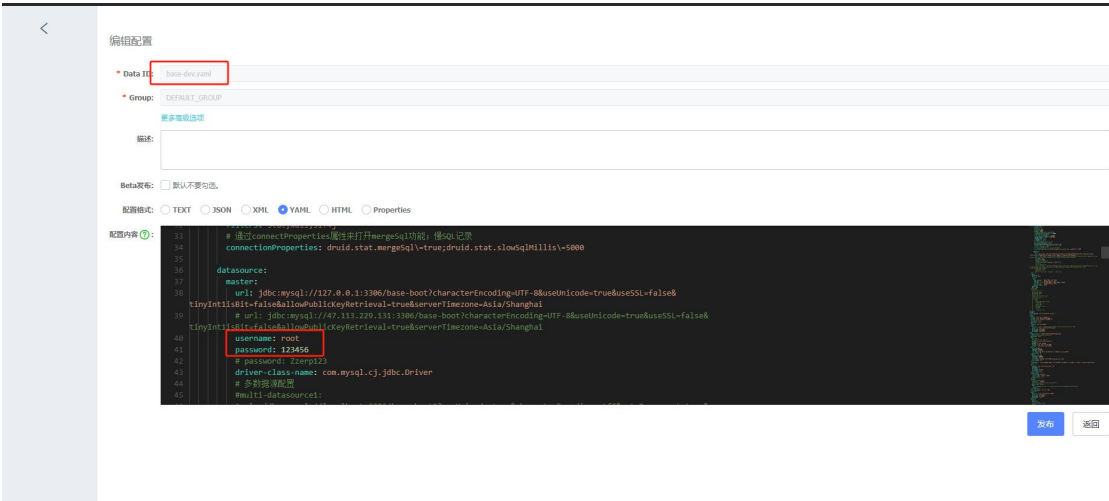 编辑配置
* Data ID: base-dev.yaml
* Group: DEFAULT_GROUP
更多高级选项
描述:
Beta发布: 默认不要勾选。
配置格式: TEXT JSON XML YAML HTML Properties
配置内容 ? :
33 # 通过connectProperties属性来打开mergeSql功能；慢SQL记录
34 connectionProperties: druid.stat.mergeSql\=true;druid.stat.slowSqlMillis\=5000
35
36 datasource:
37 master:
38 url: jdbc:mysql://127.0.0.1:3306/base-boot?characterEncoding=UTF-8&useUnicode=true&useSSL=false&
tinyInt1isBit=false&allowPublicKeyRetrieval=true&serverTimezone=Asia/Shanghai
39 # url: jdbc:mysql://47.113.229.131:3306/base-boot?characterEncoding=UTF-8&useUnicode=true&useSSL=false&
tinyInt1isBit=false&allowPublicKeyRetrieval=true&serverTimezone=Asia/Shanghai
40 username: root
41 password: 123456
42 # password: Zzerp123
43 driver-class-name: com.mysql.cj.jdbc.Driver
44 # 多数据源配置
45 #multi-datasource1:
发布 返回